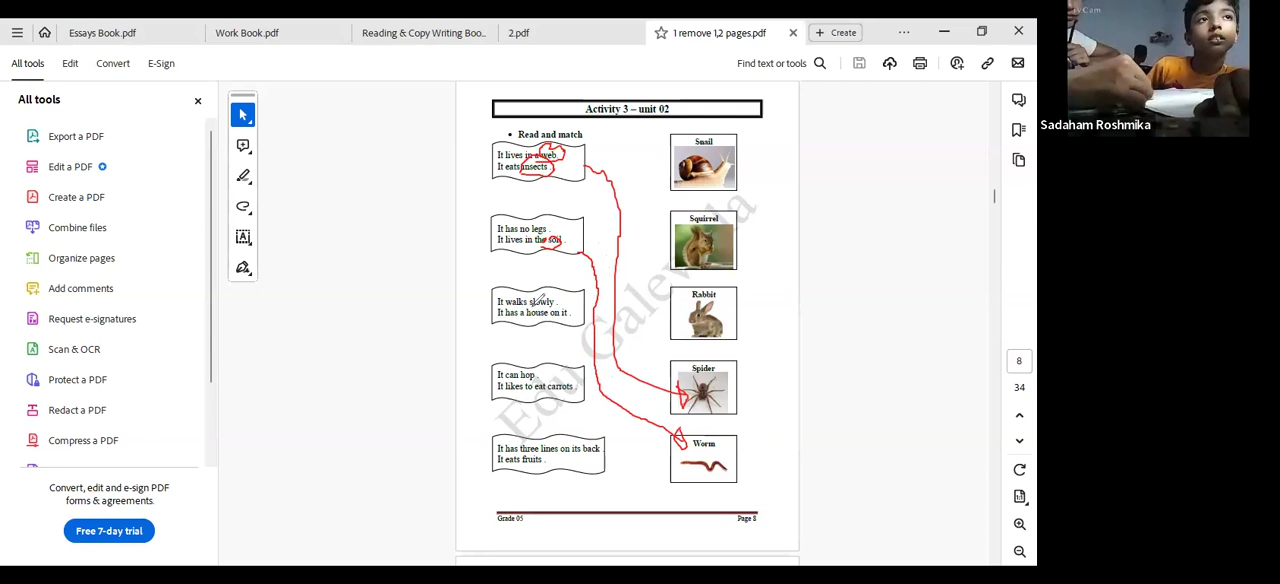 Essays Book.pdf
Work Book.pdf
Reading & Copy Writing Boo...
2.pdf
1 remove 1,2 pages.pdf
Create
All tools
Edit
Convert
E-Sign
Find text or tools
All tools
Export a PDF
Edit a PDF
Create a PDF
Combine files
Organize pages
Add comments
Request e-signatures
Scan & OCR
Protect a PDF
Redact a PDF
Compress a PDF
Convert, edit and e-sign PDF
forms & agreements.
Free 7-day trial
Activity 3 – unit 02
• Read and match
It lives in a web.
It eats insects .
It has no legs .
It lives in the soil .
It walks slowly .
It has a house on it .
It can hop
It likes to eat carrots .
It has three lines on its back .
It eats fruits .
Snail
Squirrel
Rabbit
Spider
Worm
Edu Galewela
Grade 05
Page 8
8
34
Sadaham Roshmika